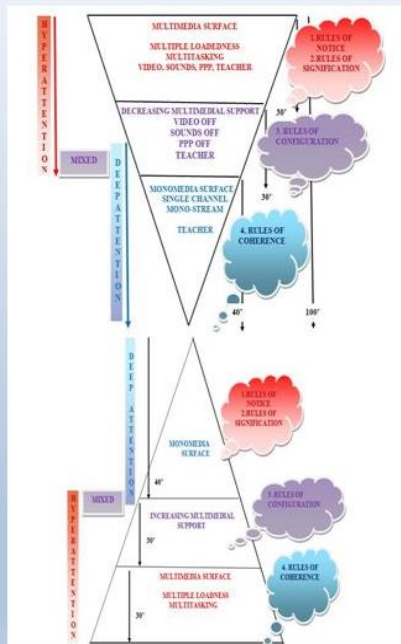 HYPERATTENTION
MULTIMEDIA SURFACE
MULTIPLE LOADEDNESS
MULTITASKING
VIDEO, SOUNDS, PPP, TEACHER
1.RULES OF
NOTICE
2.RULES OF
SIGNIFICATION
30'
DECREASING MULTIMEDIAL SUPPORT
VIDEO OFF
SOUNDS OFF
PPP OFF
TEACHER
3. RULES OF
CONFIGURATION
MIXED
DEEP ATTENTION
30'
MONOMEDIA SURFACE
SINGLE CHANNEL
MONO-STREAM
TEACHER
4. RULES OF
COHERENCE
40'
100'
DEEP ATTENTION
1.RULES OF
NOTICE
2.RULES OF
SIGNIFICATION
MONOMEDIA
SURFACE
40'
MIXED
INCREASING MULTIMEDIAL
SUPPORT
3.RULES OF
CONFIGURATION
30'
HYPERATTENTION
MULTIMEDIA SURFACE
MULTIPLE LOADNESS
MULTITASKING
4. RULES OF
COHERENCE
30'